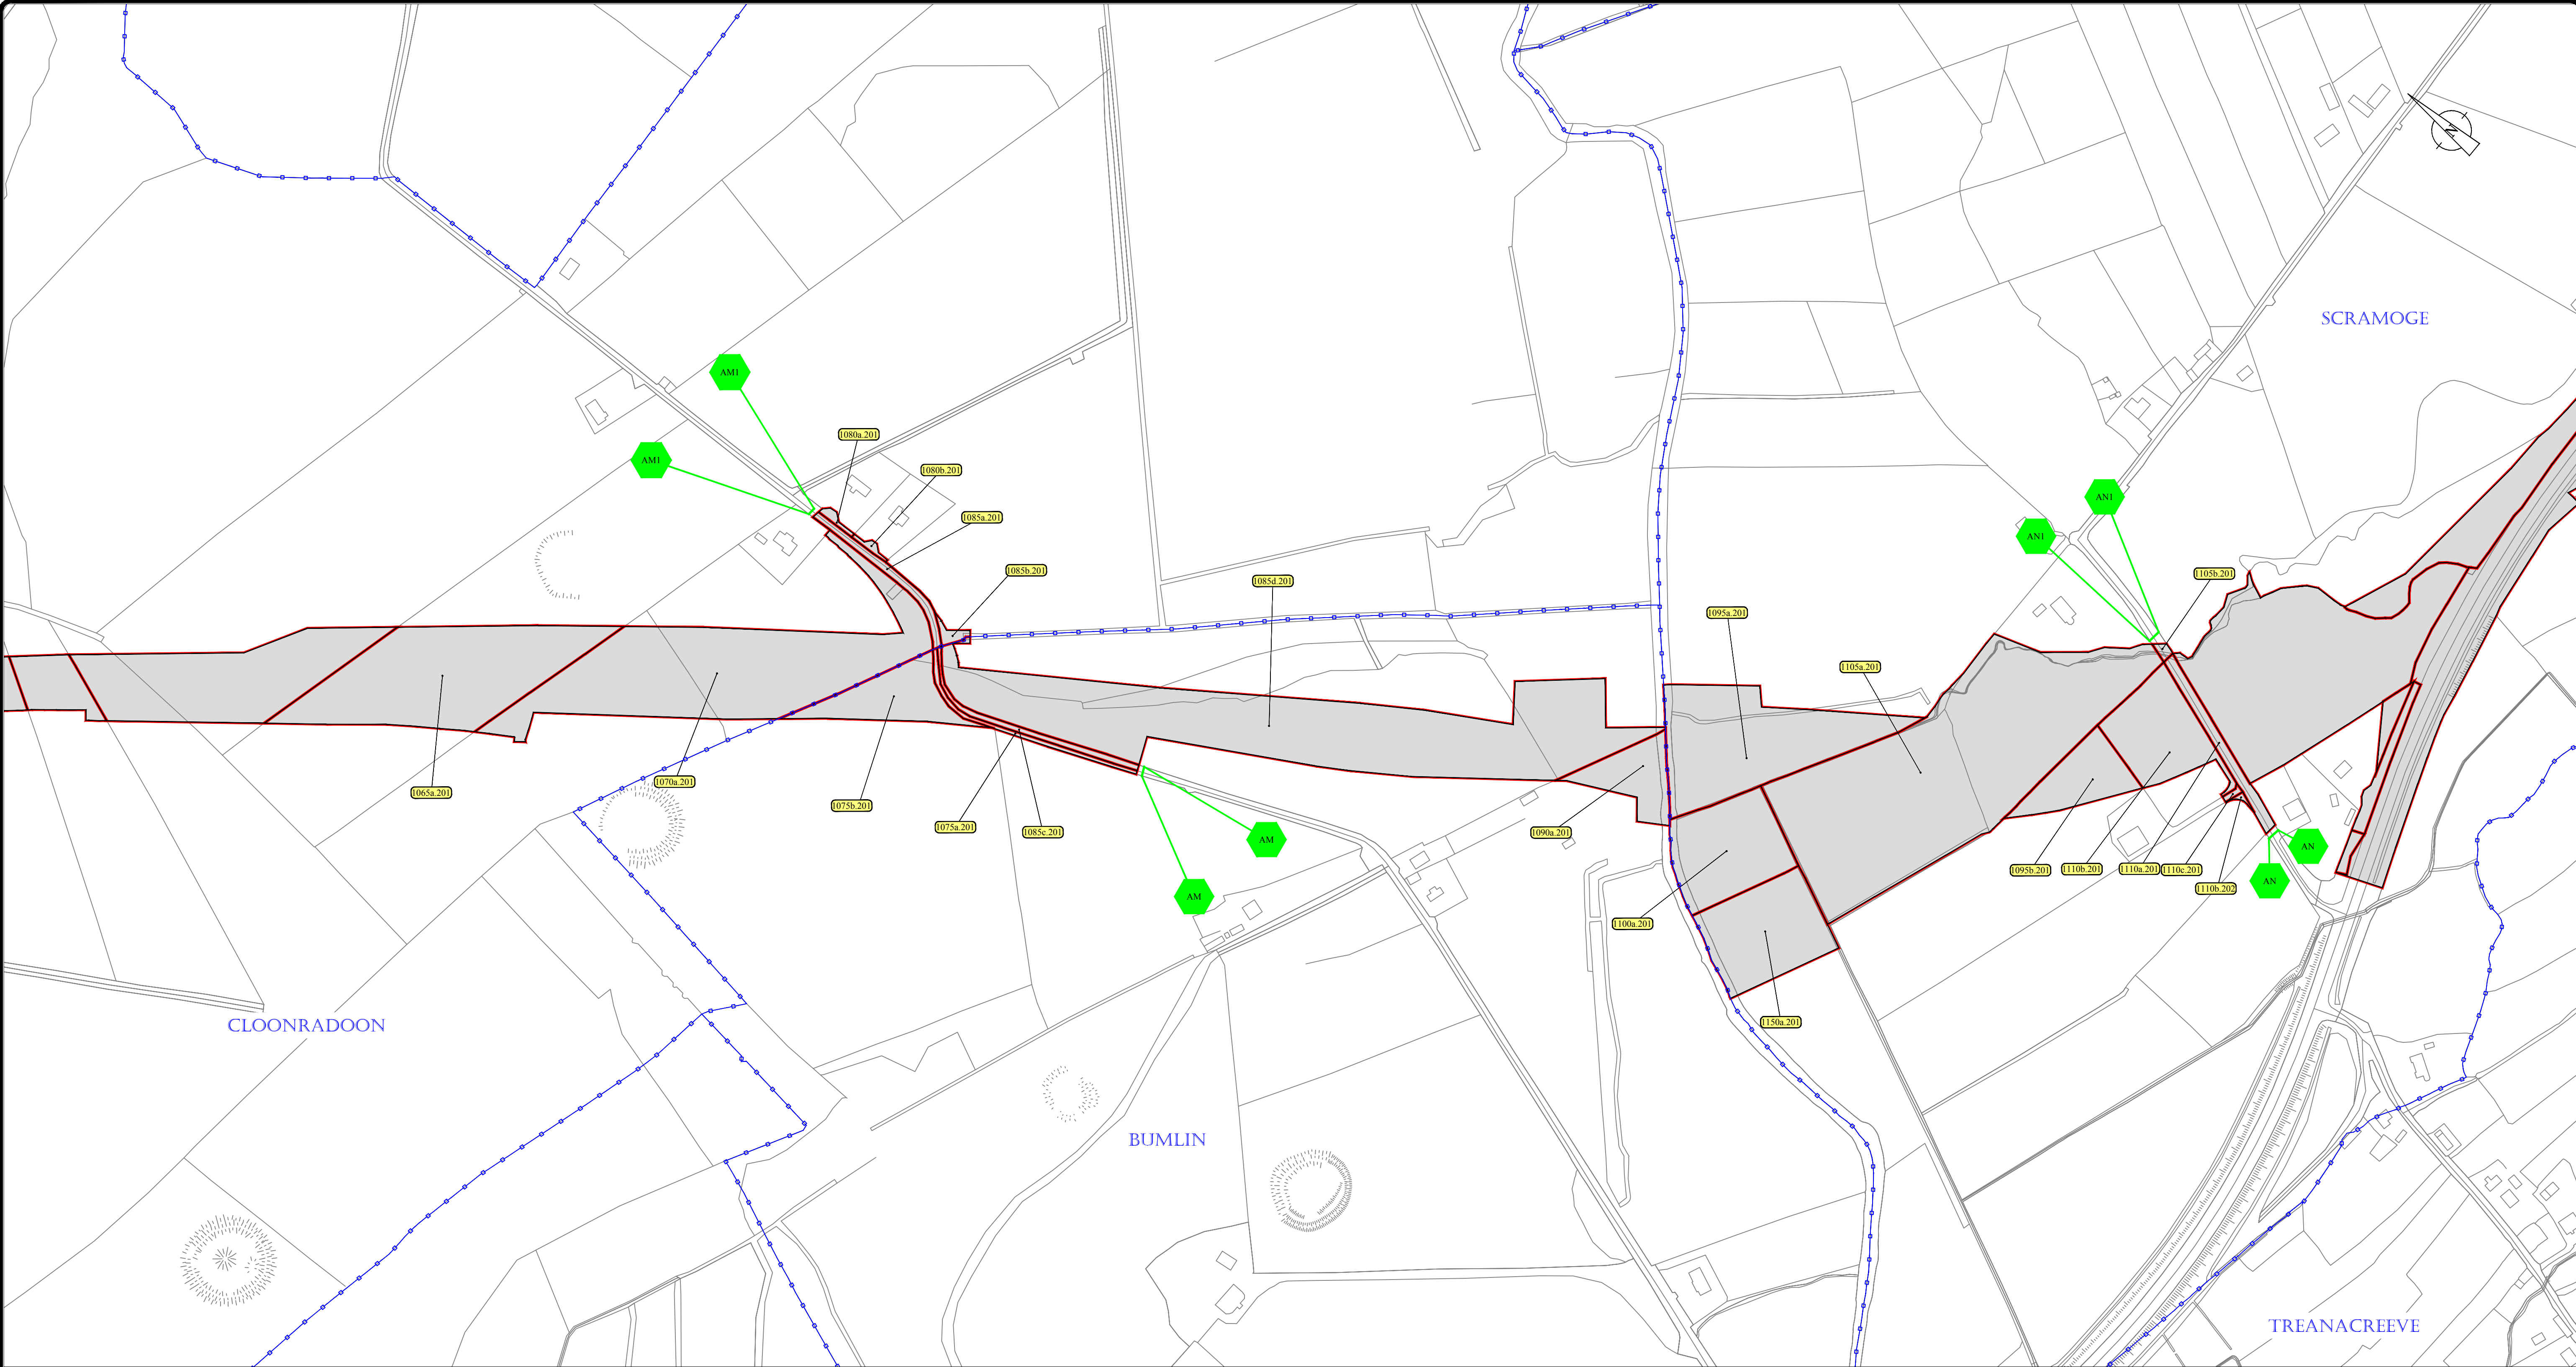 N
SCRAMOGE
AM1
AM1
1080a.201
1080b.201
1085a.201
AN1
AN1
1085b.201
1085d.201
1105b.201
1095a.201
1105a.201
1065a.201
1070a.201
1075b.201
1075a.201
1085c.201
AM
AM
1090a.201
1100a.201
1095b.201
1110b.201
1110a.201
1110c.201
1110b.202
AN
AN
1150a.201
CLOONRADOON
BUMLIN
TREANACREEVE